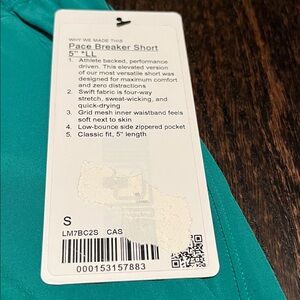 WHY WE MADE THIS
Pace Breaker Short
5" *LL
1. Athlete backed, performance
driven. This elevated version
of our most versatile short was
designed for maximum comfort
and zero distractions
2. Swift fabric is four-way
stretch, sweat-wicking, and
quick-drying
3. Grid mesh inner waistband feels
soft next to skin
4. Low-bounce side zippered pocket
5. Classic fit, 5" length
S
LM7BC2S CAS
000153157883